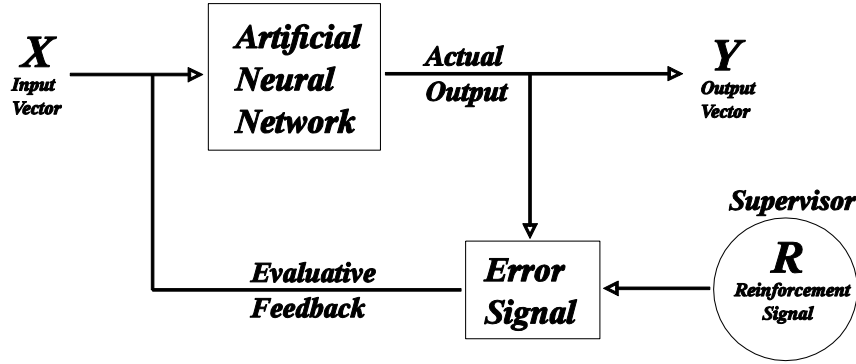 X
Input
Vector
Artificial
Neural
Network
Actual
Output
Y
Output
Vector
Supervisor
R
Reinforcement
Signal
Error
Signal
Evaluative
Feedback